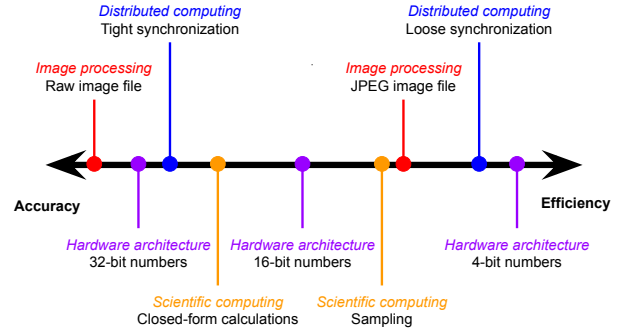 Distributed computing
Tight synchronization
Distributed computing
Loose synchronization
Image processing
Raw image file
Image processing
JPEG image file
Accuracy
Efficiency
Hardware architecture
32-bit numbers
Hardware architecture
16-bit numbers
Hardware architecture
4-bit numbers
Scientific computing
Closed-form calculations
Scientific computing
Sampling